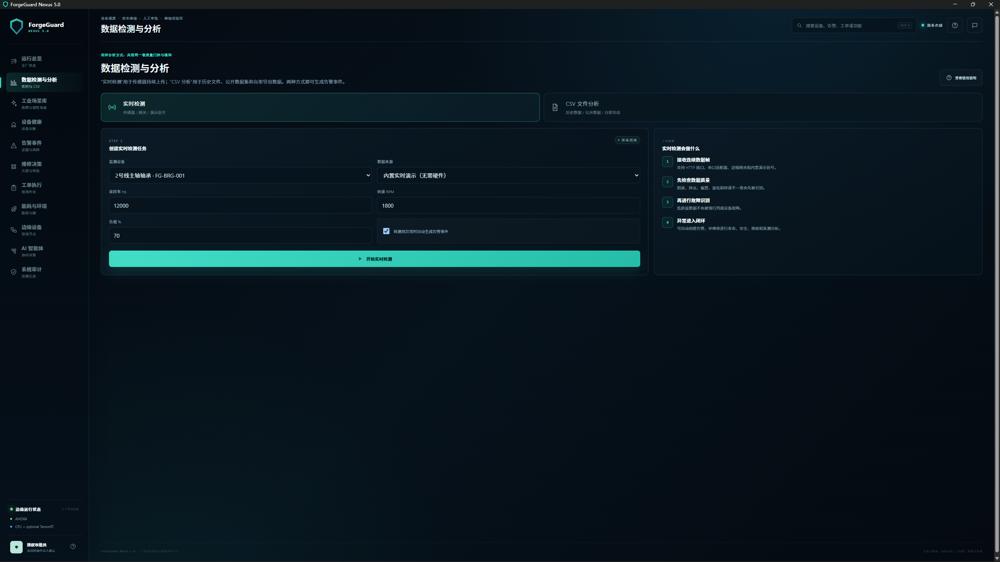 ForgeGuard Nexus 5.0
ForgeGuard
NEXUS 5.0
运行总览
全厂状态
数据检测与分析
实时与 CSV
工业场景库
故障与韧性场景
设备健康
设备台账
告警事件
证据与风险
维修决策
方案与审批
工单执行
现场作业
能耗与环境
能耗与碳
边缘设备
现场节点
AI 智能体
协同决策
系统审计
追溯记录
边缘运行状态
2 个节点在线
AMD64
CPU + optional TensorRT
审
授权审批员
高风险操作由人确认
设备健康 · 安全维修 · 人工审批 · 维修后验证
数据检测与分析
搜索设备、告警、工单或功能
Ctrl K
服务在线
两种分析方式，共用同一套质量门控与模型
数据检测与分析
“实时检测”用于传感器持续上传；“CSV 分析”用于历史文件、公开数据集和台架导出数据。两种方式都可生成告警事件。
查看使用说明
实时检测
传感器 / 网关 / 演示信号
CSV 文件分析
历史数据 / 公开数据 / 台架导出
STEP 1
创建实时检测任务
准备就绪
监测设备
数据来源
2号线主轴轴承 · FG-BRG-001
内置实时演示（无需硬件）
采样率 Hz
转速 RPM
12000
1800
负载 %
70
检测到异常时自动生成告警事件
开始实时检测
工作流程
实时检测会做什么
1
接收连续数据帧
支持 HTTP 接口、串口适配器、边缘网关和内置演示信号。
2
先检查数据质量
削波、掉点、偏置、量化和转速不一致会先被识别。
3
再进行故障识别
低质量数据不会被强行判成设备故障。
4
异常进入闭环
可自动创建告警，并继续进行寿命、安全、维修和复测分析。
FORGEGUARD NEXUS 5.0 · 工业设备健康与维修闭环平台